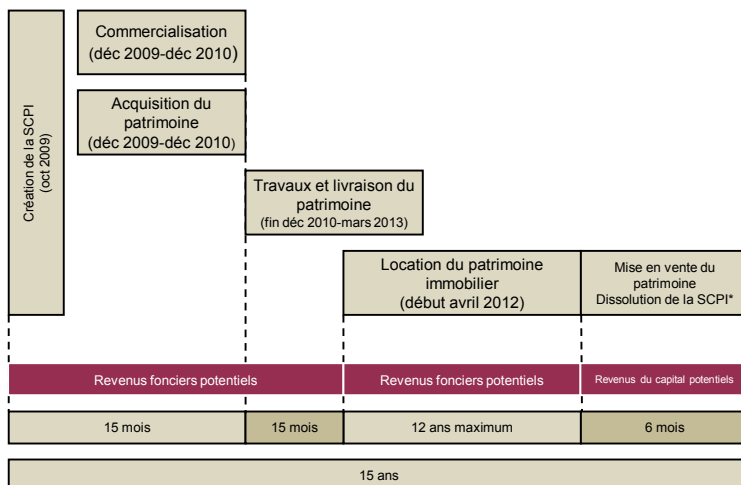 Création de la SCPI
(oct 2009)
Commercialisation
(déc 2009-déc 2010)
Acquisition du
patrimoine
(déc 2009-déc 2010)
Travaux et livraison du
patrimoine
(fin déc 2010-mars 2013)
Location du patrimoine
immobilier
(début avril 2012)
Mise en vente du
patrimoine
Dissolution de la SCPI*
Revenus fonciers potentiels
Revenus fonciers potentiels
Revenus du capital potentiels
15 mois
15 mois
12 ans maximum
6 mois
15 ans